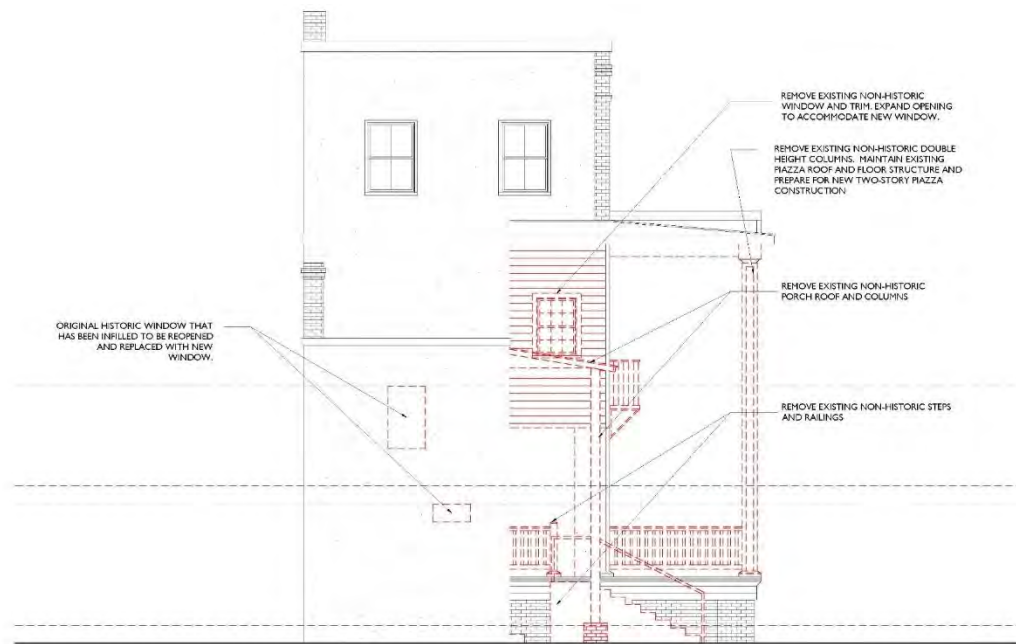 REMOVE EXISTING NON-HISTORIC
WINDOW AND TRIM. EXPAND OPENING
TO ACCOMMODATE NEW WINDOW.
REMOVE EXISTING NON-HISTORIC DOUBLE
HEIGHT COLUMNS. MAINTAIN EXISTING
PIAZZA ROOF AND FLOOR STRUCTURE AND
PREPARE FOR NEW TWO-STORY PIAZZA
CONSTRUCTION
REMOVE EXISTING NON-HISTORIC
PORCH ROOF AND COLUMNS
ORIGINAL HISTORIC WINDOW THAT
HAS BEEN INFILLED TO BE REOPENED
AND REPLACED WITH NEW
WINDOW.
REMOVE EXISTING NON-HISTORIC STEPS
AND RAILINGS